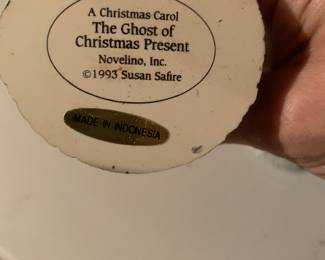 A Christmas Carol
The Ghost of
Christmas Present
Novelino, Inc.
©1993 Susan Safire
MADE IN INDONESIA